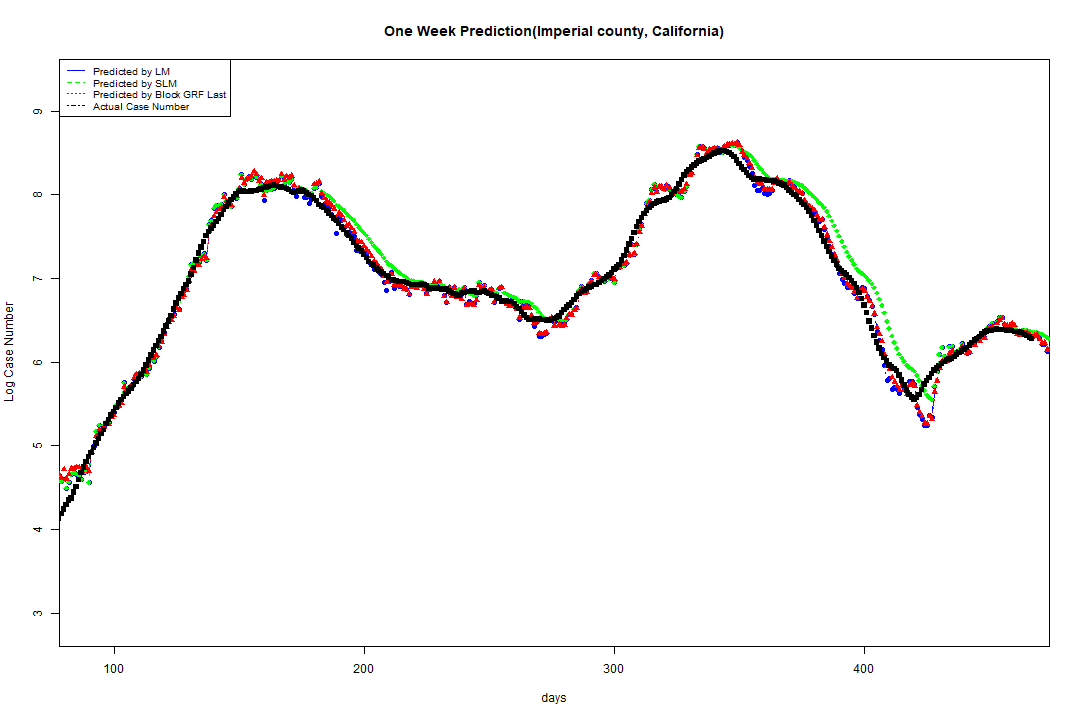 One Week Prediction(Imperial county, California)
Predicted by LM
Predicted by SLM
Predicted by Block GRF Last
Actual Case Number
9
8
7
6
5
4
3
Log Case Number
100 200 300 400
days